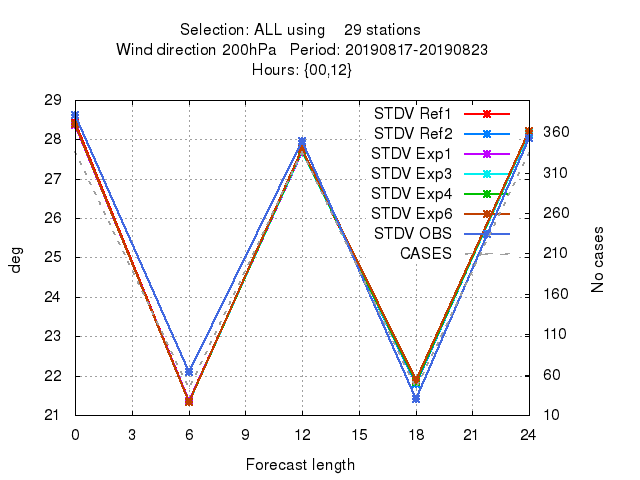 Selection: ALL using 29 stations
Wind direction 200hPa Period: 20190817-20190823
Hours: {00,12}
STDV Ref1
STDV Ref2
STDV Exp1
STDV Exp3
STDV Exp4
STDV Exp6
STDV OBS
CASES
29
28
27
26
25
24
23
22
21
deg
360
310
260
210
160
110
60
10
No cases
0 3 6 9 12 15 18 21 24
Forecast length